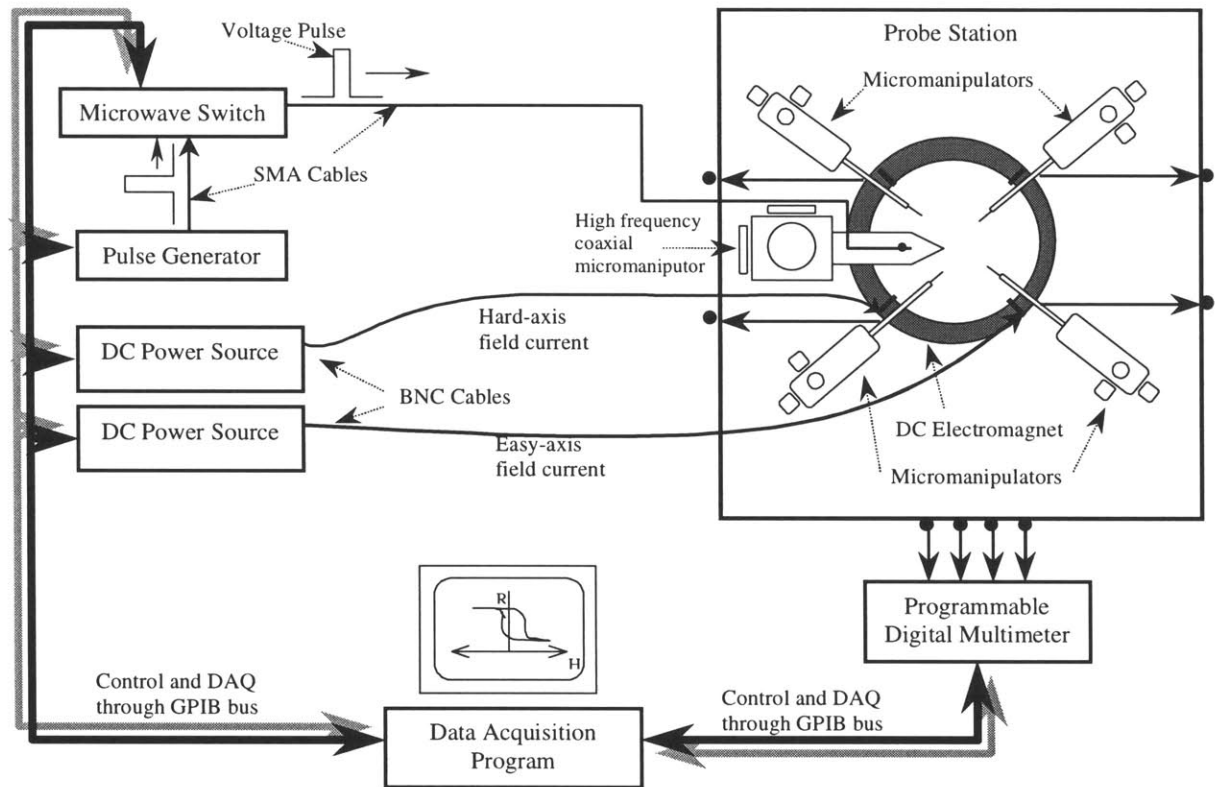 Voltage Pulse
Probe Station
Micromanipulators
Microwave Switch
SMA Cables
High frequency
coaxial
micromaniputor
Pulse Generator
Hard-axis
field current
DC Power Source
BNC Cables
DC Power Source
DC Electromagnet
Easy-axis
field current
Micromanipulators
R
H
Programmable
Digital Multimeter
Control and DAQ
through GPIB bus
Control and DAQ
through GPIB bus
Data Acquisition
Program